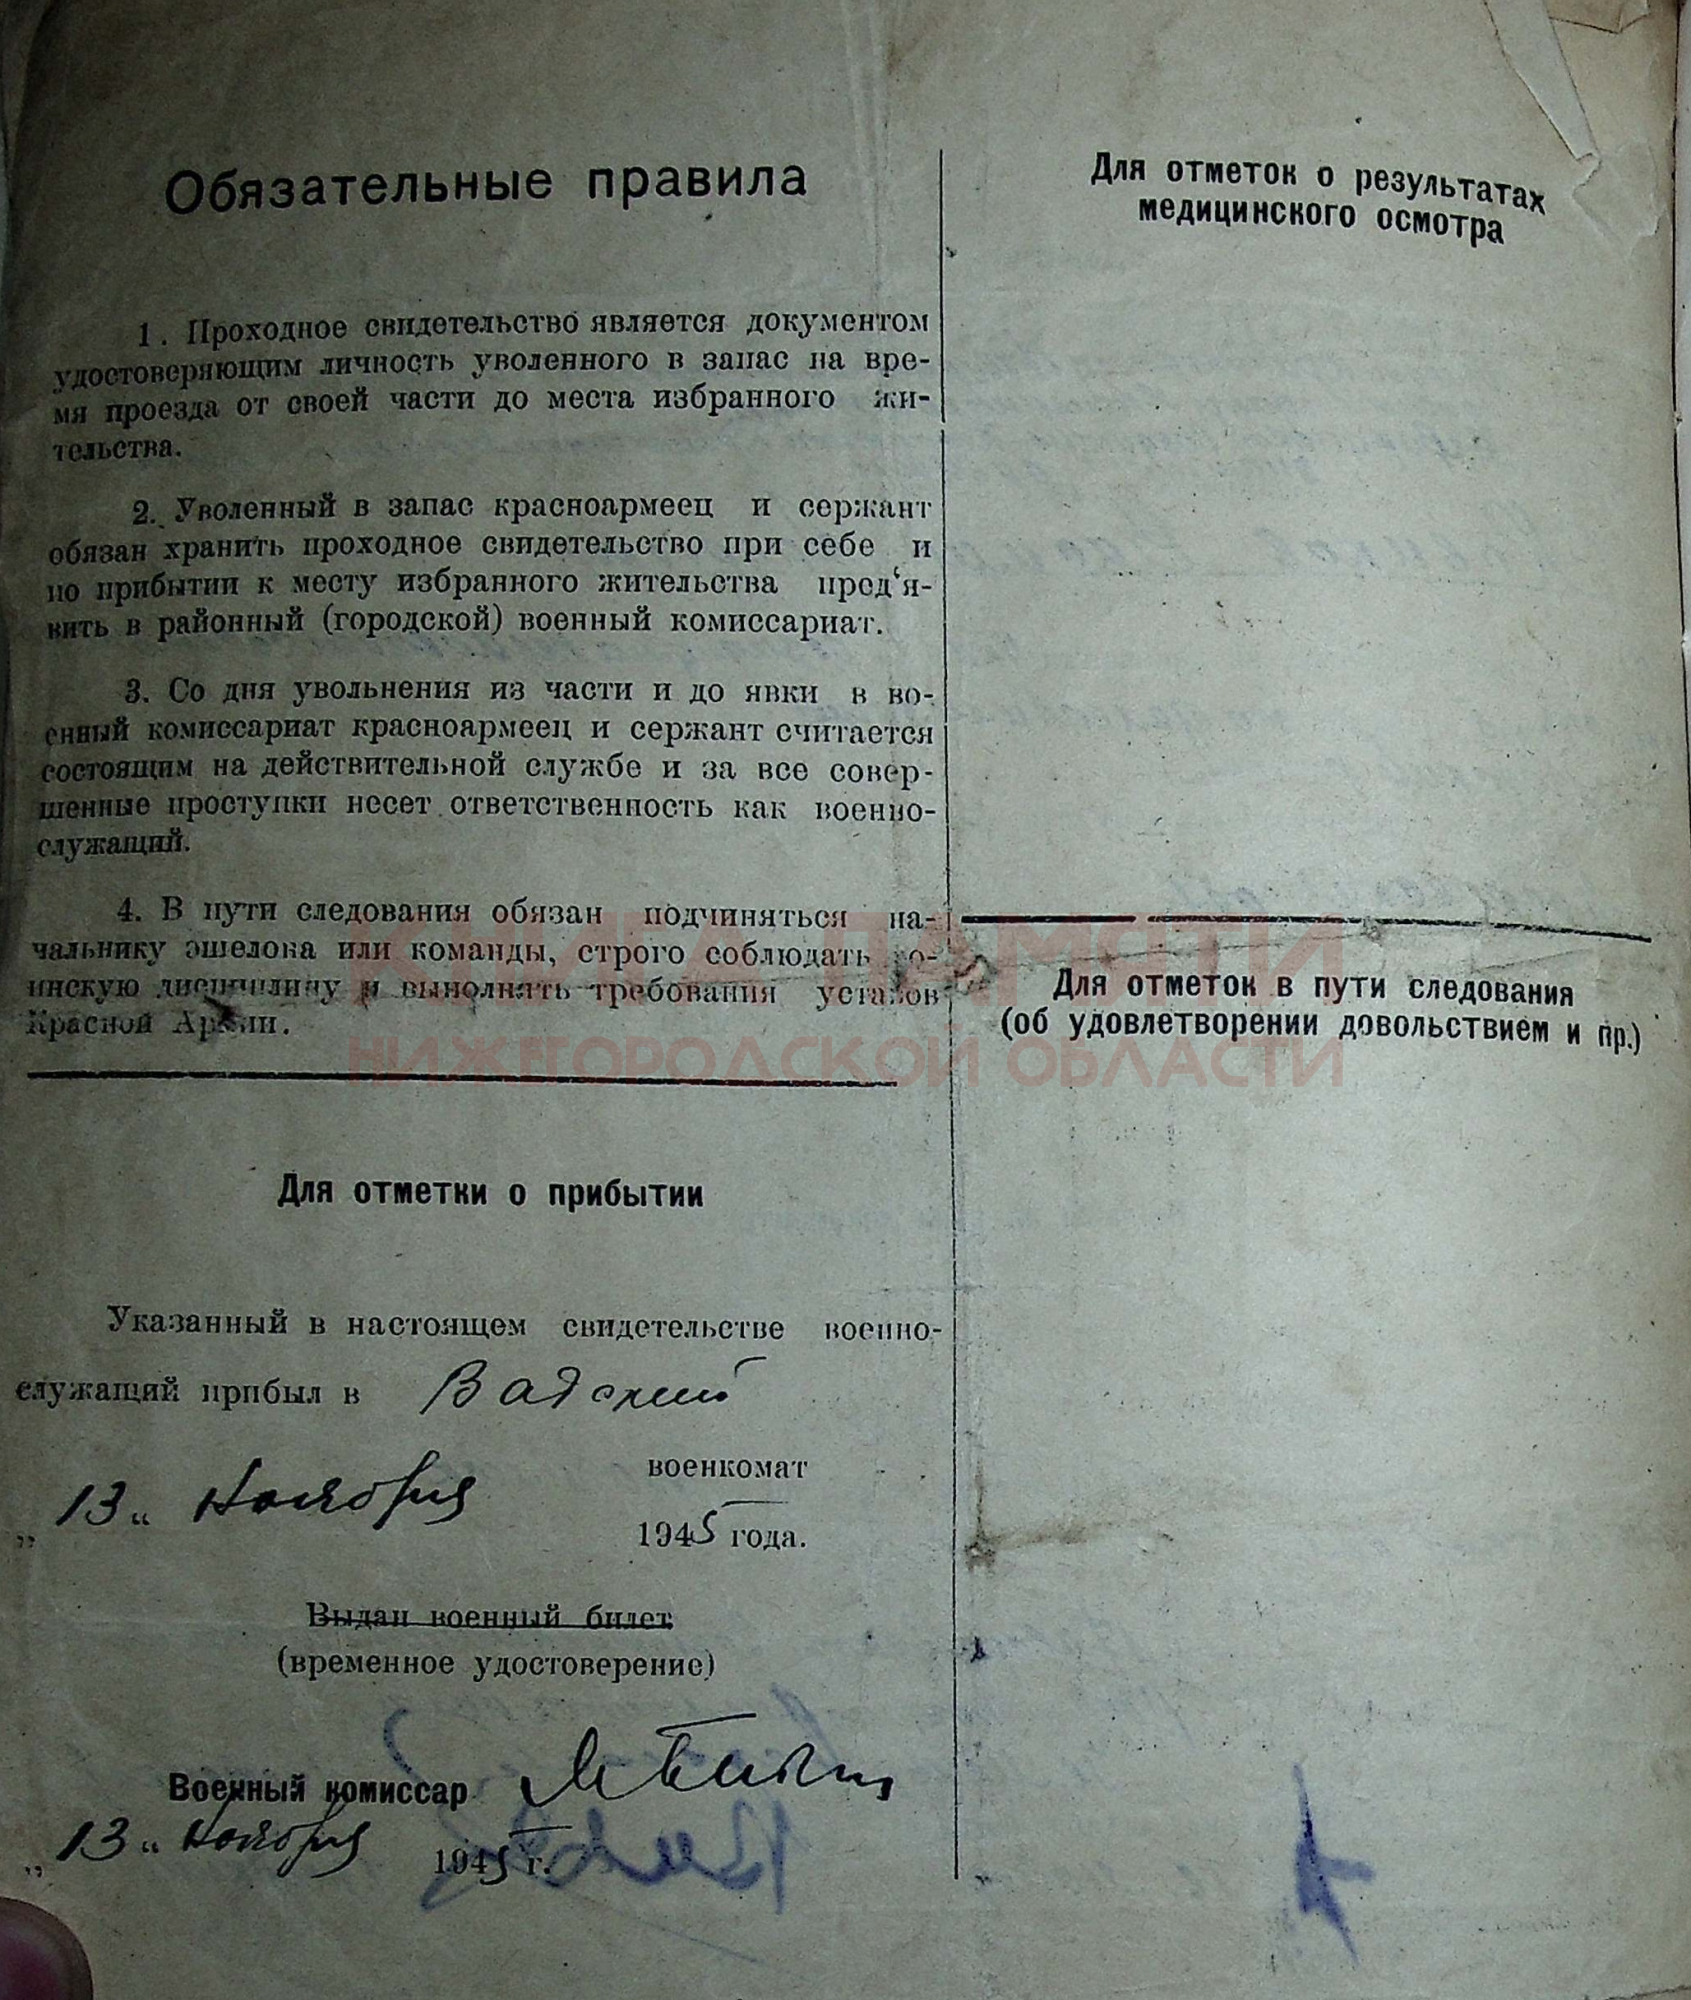 Обязательные правила
1. Проходное свидетельство является документом
удостоверяющим личность уволенного в запас на вре-
мя проезда от своей части до места избранного жи-
тельства.
2. Уволенный в запас красноармеец и сержант
обязан хранить проходное свидетельство при себе и
по прибытии к месту избранного жительства пред‘я-
вить в районный (городской) военный комиссариат.
3. Со дня увольнения из части и до явки в во-
енный комиссариат красноармеец и сержант считается
состоящим на действительной службе и за все совер-
шенные проступки несет ответственность как военно-
служащий.
4. В пути следования обязан подчиняться на-
чальнику эшелона или команды, строго соблюдать во-
инскую дисциплину и выполнять требования уставов
Красной Армии.
Для отметки о прибытии
Указанный в настоящем свидетельстве военно-
служащий прибыл в Вадский
военкомат
„13“ ноября 1945 года.
Выдан военный билет
(временное удостоверение)
Военный комиссар
„13“ ноября 1945 г.
Для отметок о результатах
медицинского осмотра
Для отметок в пути следования
(об удовлетворении довольствием и пр.)
КНИГА ПАМЯТИ
НИЖЕГОРОДСКОЙ ОБЛАСТИ